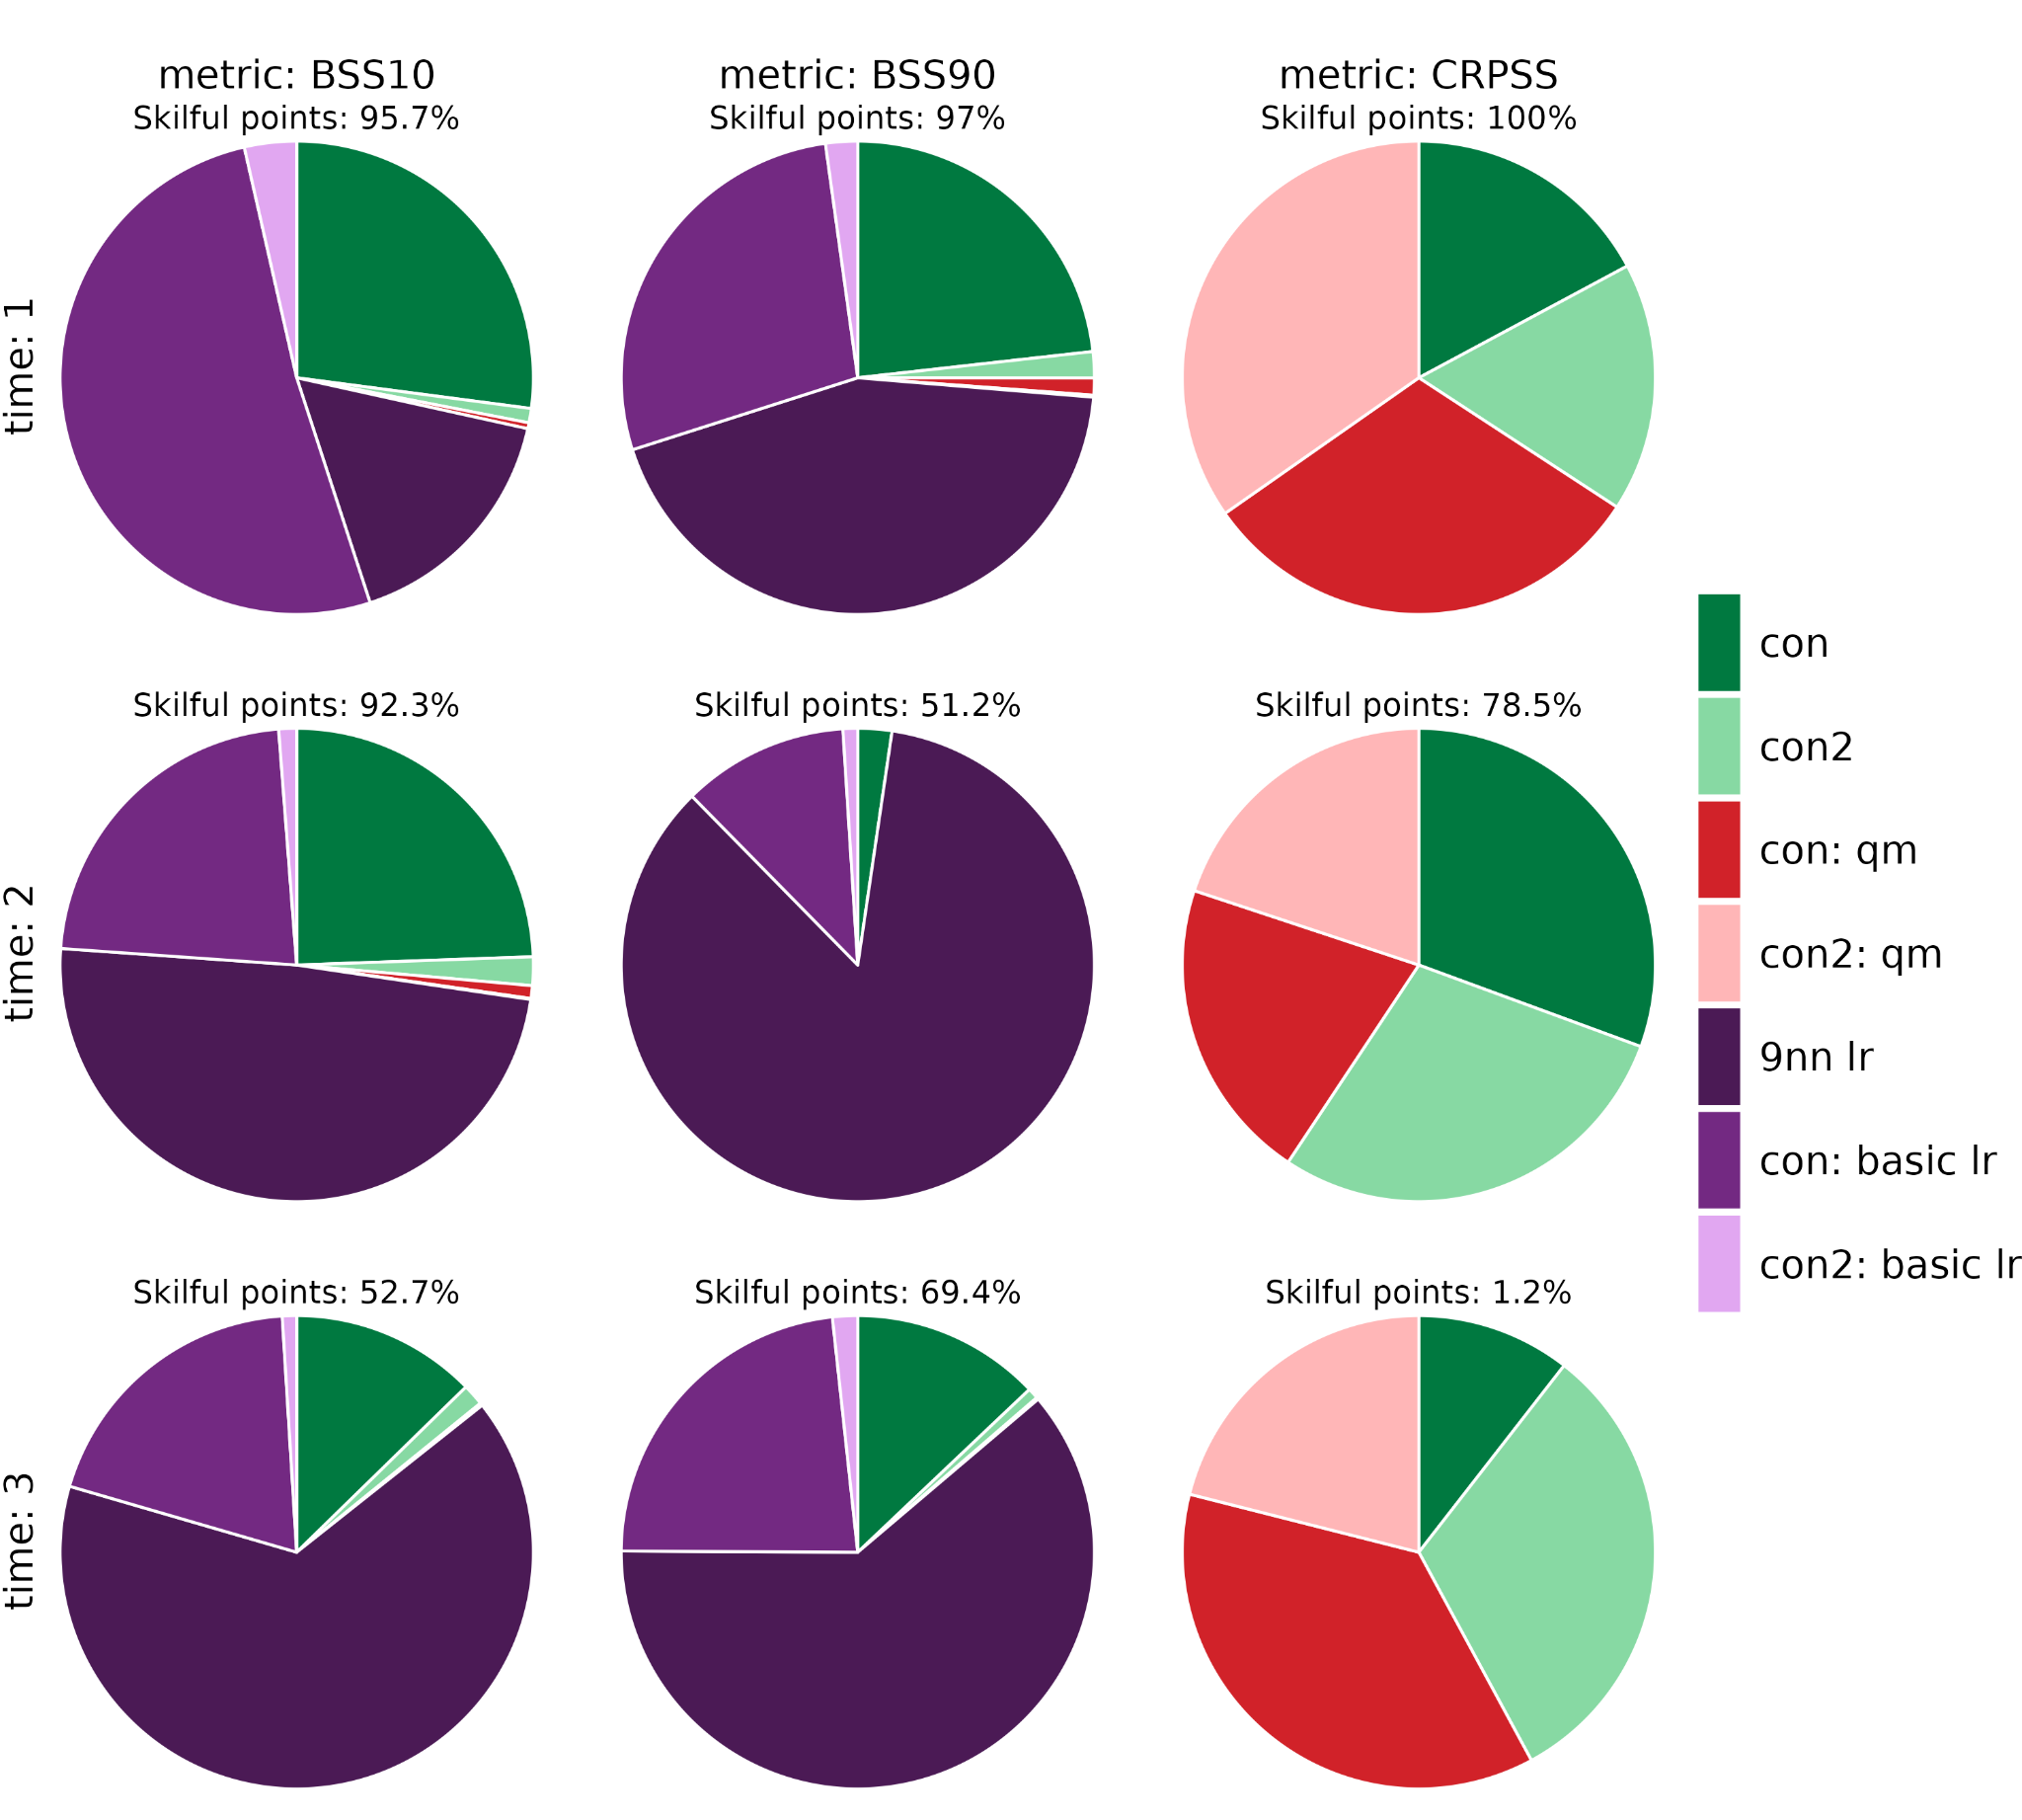 metric: BSS10
Skilful points: 95.7%
metric: BSS90
Skilful points: 97%
metric: CRPSS
Skilful points: 100%
time: 1
Skilful points: 92.3%
Skilful points: 51.2%
Skilful points: 78.5%
time: 2
Skilful points: 52.7%
Skilful points: 69.4%
Skilful points: 1.2%
time: 3
con
con2
con: qm
con2: qm
9nn lr
con: basic lr
con2: basic lr